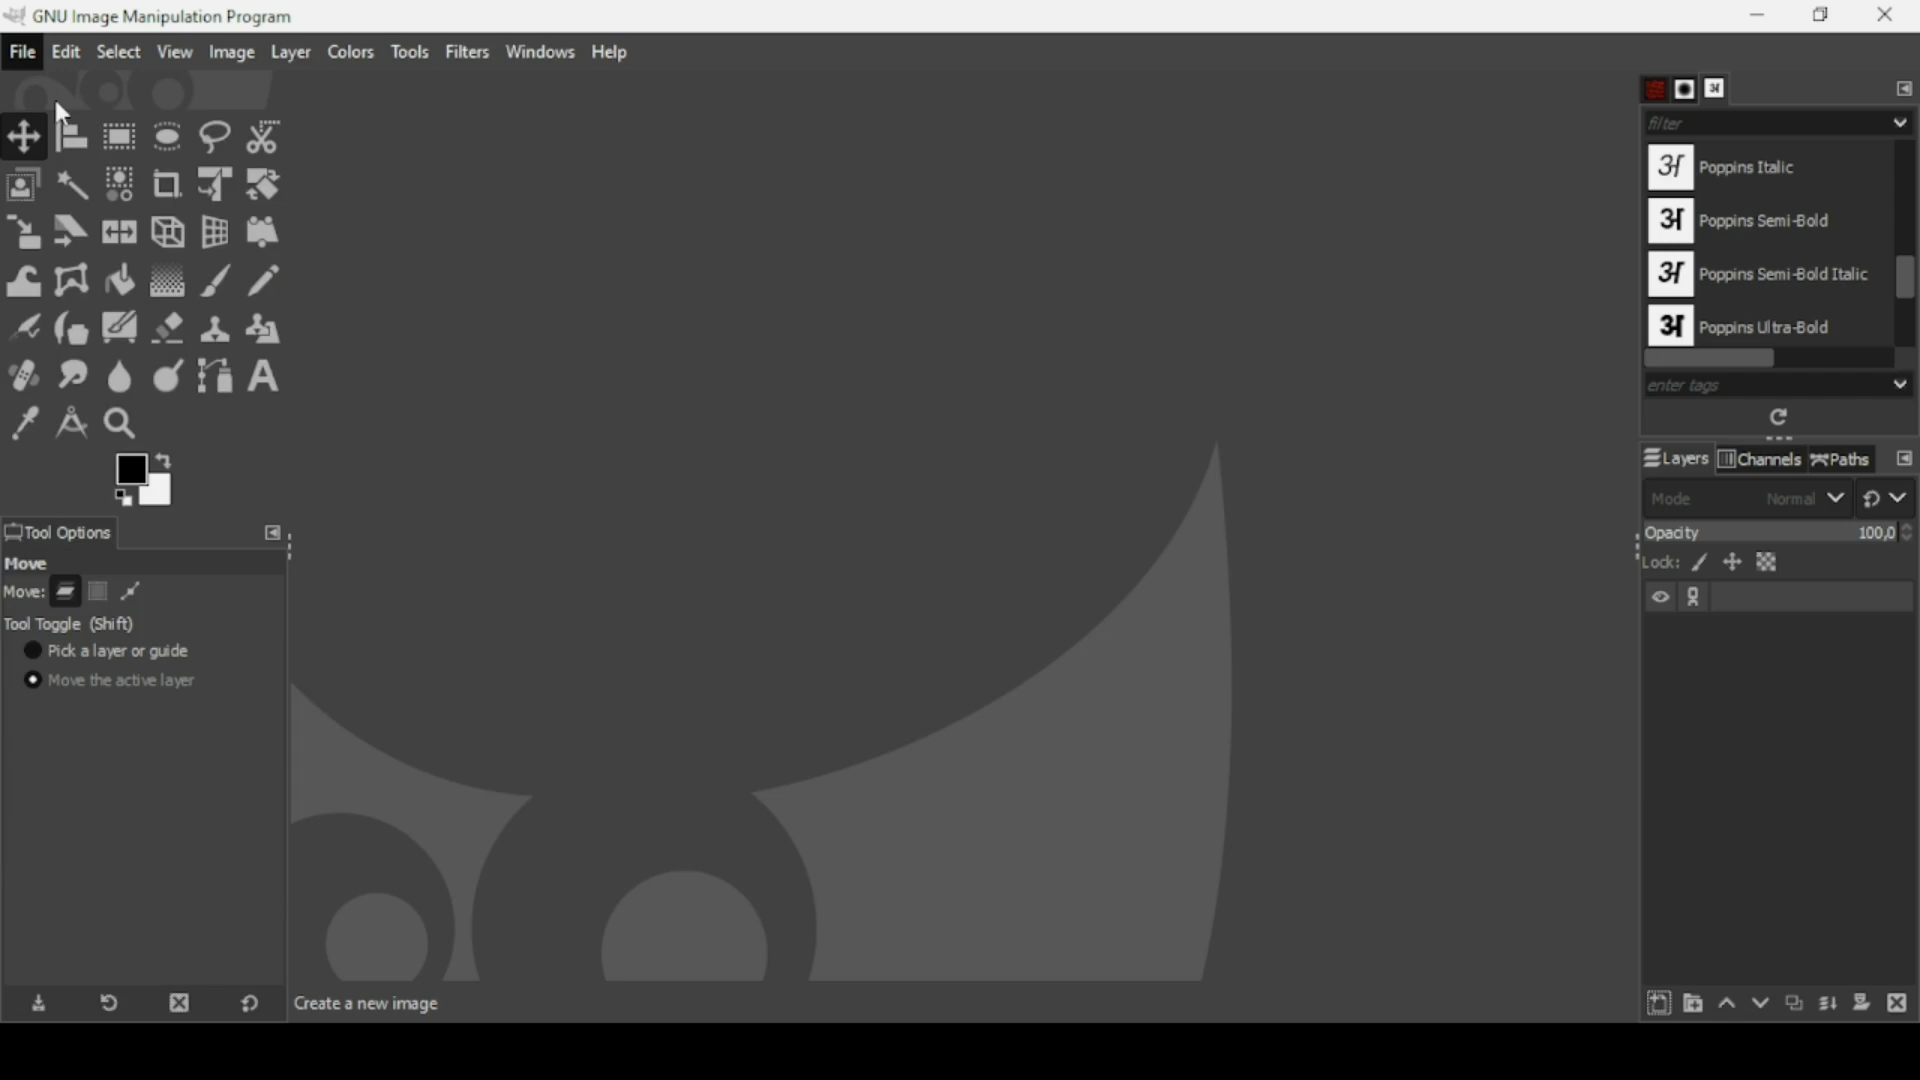 GNU Image Manipulation Program
File Edit Select View Image Layer Colors Tools Filters Windows Help
filter
अ Poppins Italic
अ Poppins Semi-Bold
अ Poppins Semi-Bold Italic
अ Poppins Ultra-Bold
enter tags
Layers Channels Paths
Mode Normal
Opacity 100,0
Lock:
Tool Options
Move
Move:
Tool Toggle (Shift)
Pick a layer or guide
Move the active layer
Create a new image